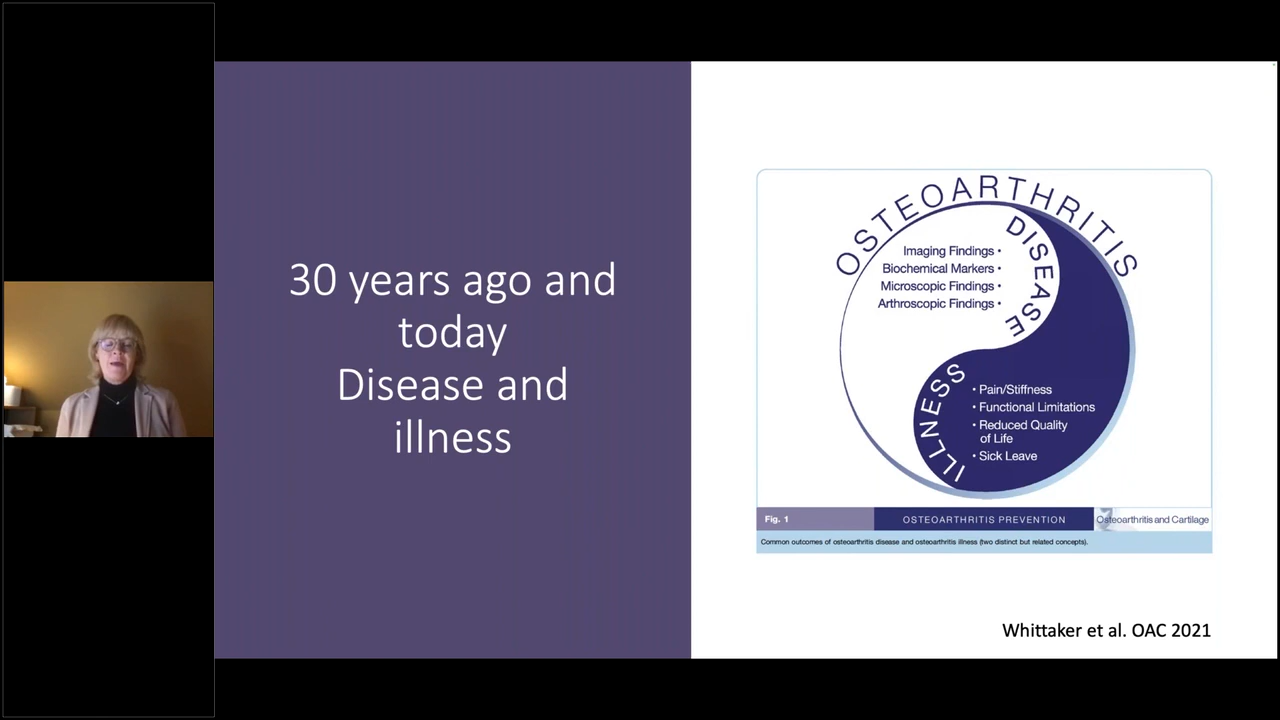 30 years ago and
today
Disease and
illness
OSTEOARTHRITIS
DISEASE
Imaging Findings •
Biochemical Markers •
Microscopic Findings •
Arthroscopic Findings •
ILLNESS
• Pain/Stiffness
• Functional Limitations
• Reduced Quality
of Life
• Sick Leave
Fig. 1
OSTEOARTHRITIS PREVENTION
Osteoarthritis and Cartilage
Common outcomes of osteoarthritis disease and osteoarthritis illness (two distinct but related concepts).
Whittaker et al. OAC 2021